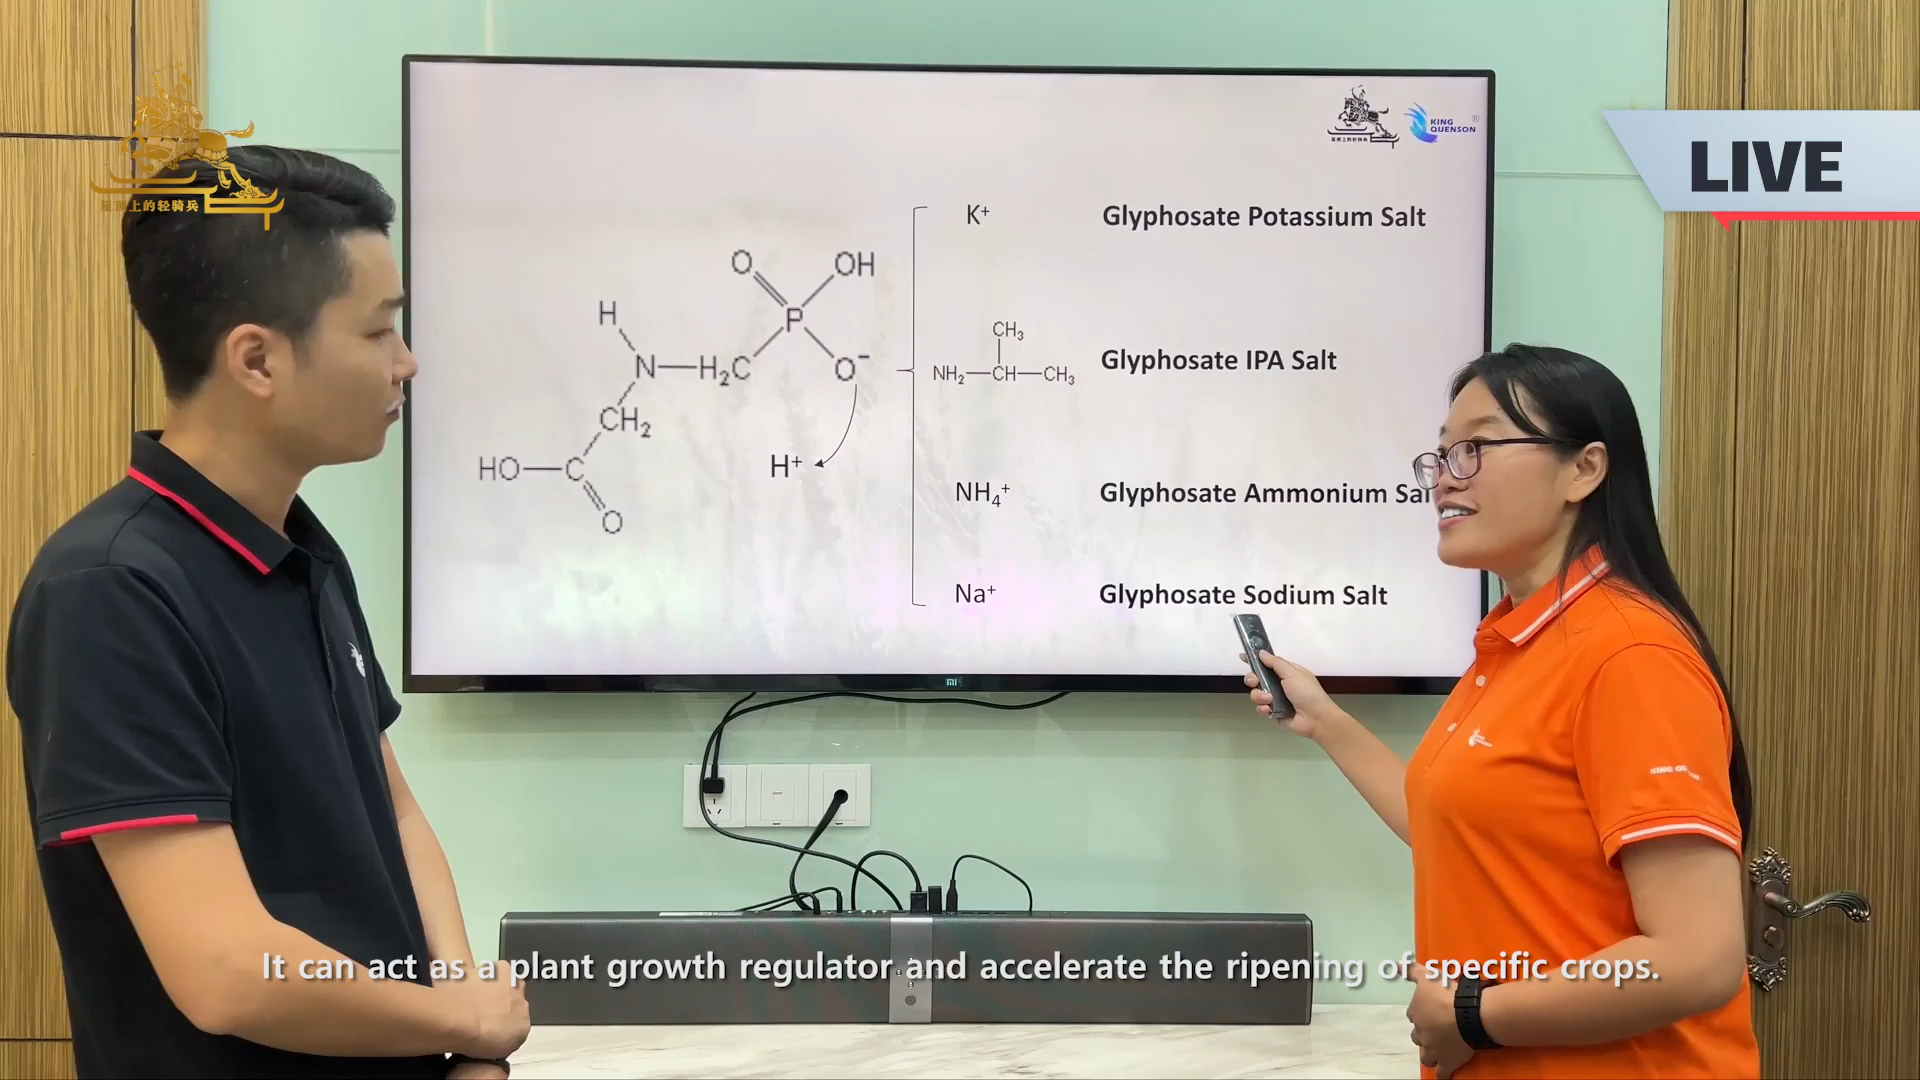 上的轻骑兵
KING
QUENSON
®
LIVE
K⁺
Glyphosate Potassium Salt
O
OH
P
H
N
H₂C
O⁻
CH₂
HO
C
O
H⁺
CH₃
NH₂
CH
CH₃
Glyphosate IPA Salt
NH₄⁺
Glyphosate Ammonium
Na⁺
Glyphosate Sodium Salt
mi
KING
It can act as a plant growth regulator and accelerate the ripening of specific crops.